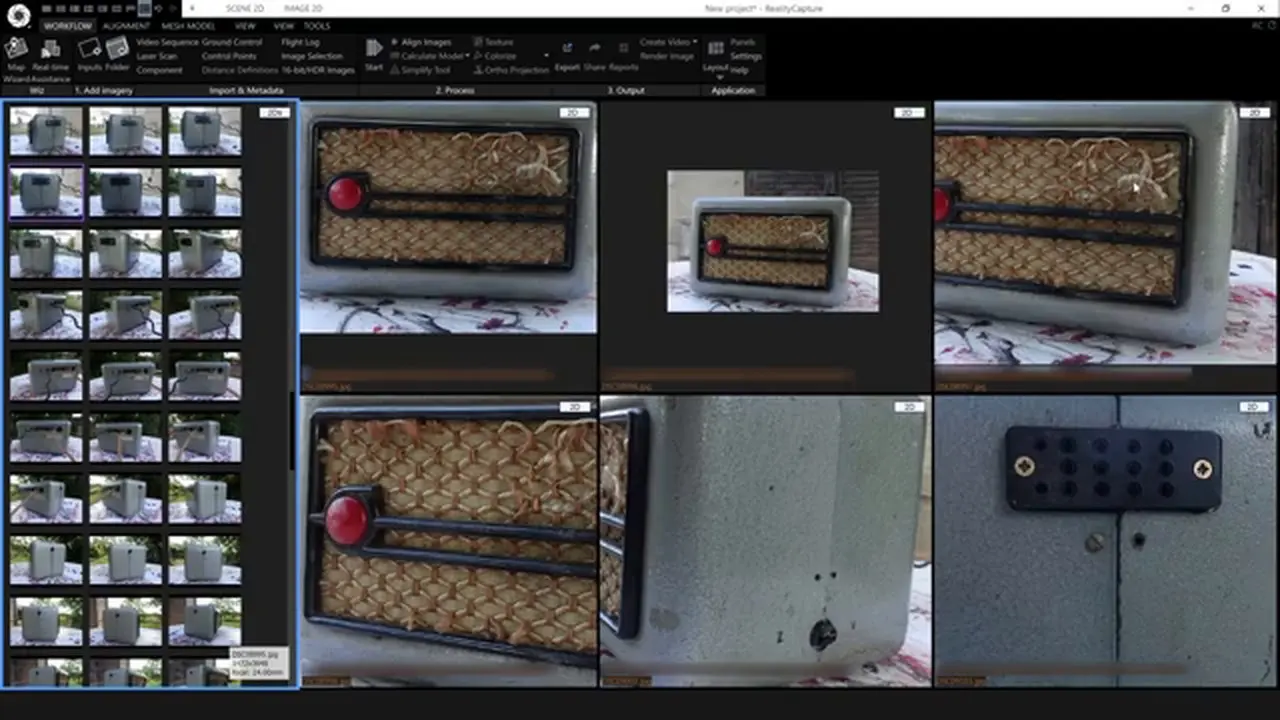 SCENE 2D IMAGE 2D New project* - RealityCapture
WORKFLOW ALIGNMENT MESH MODEL VIEW VIEW TOOLS
Video Sequence Ground Control Flight Log Align Images Texture Create Video Panels
Laser Scan Control Points Image Selection Calculate Model Colorize Render Image Settings
Component Distance Definitions 16-bit/HDR Images Simplify Tool Ortho Projection Help
Map Real-time Inputs Folder Start Export Share Reports Layout
Wizard Assistance
Wiz 1. Add imagery Import & Metadata 2. Process 3. Output Application
2D 2D 2D
2D 2D 2D